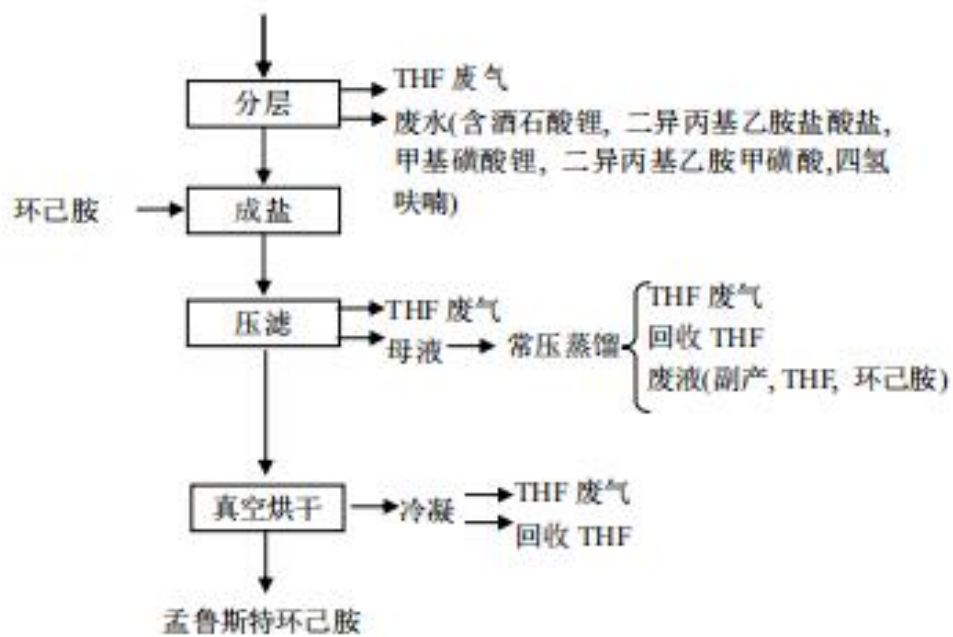 THF 废气
分层
废水(含酒石酸锂, 二异丙基乙胺盐酸盐,
甲基磺酸锂, 二异丙基乙胺甲磺酸,四氢
呋喃)
环己胺
成盐
压滤
THF 废气
母液
常压蒸馏
THF 废气
回收 THF
废液(副产, THF, 环己胺)
真空烘干
冷凝
THF 废气
回收 THF
孟鲁斯特环己胺